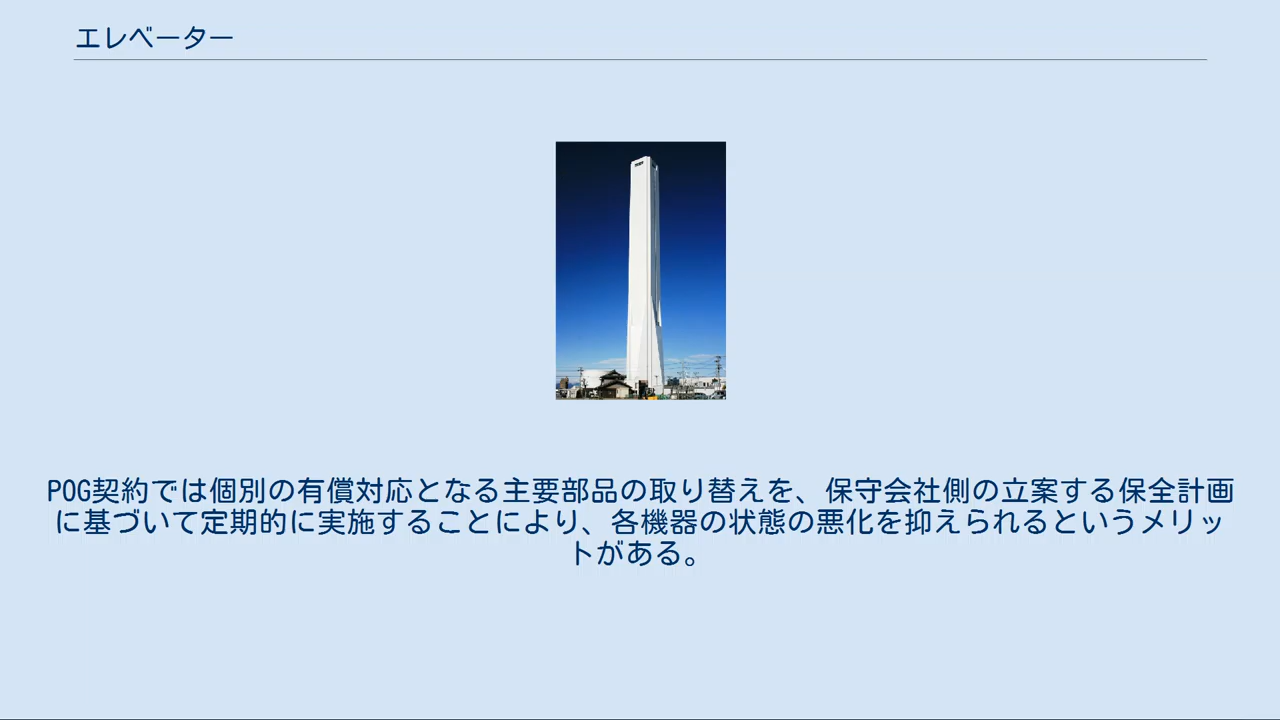 エレベーター
POG契約では個別の有償対応となる主要部品の取り替えを、保守会社側の立案する保全計画
に基づいて定期的に実施することにより、各機器の状態の悪化を抑えられるというメリッ
トがある。